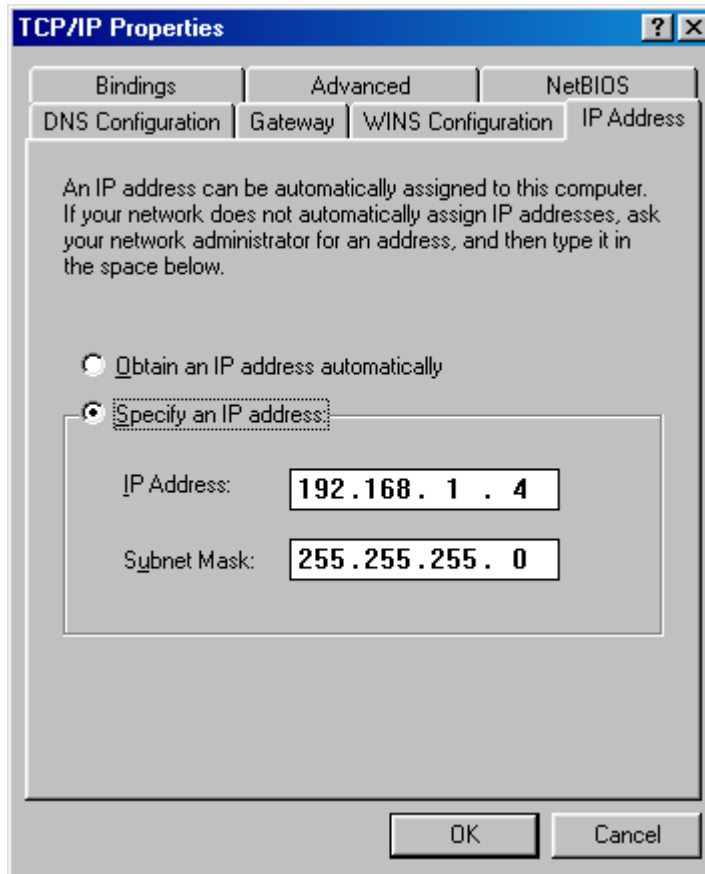 TCP/IP Properties
Bindings Advanced NetBIOS
DNS Configuration Gateway WINS Configuration IP Address
An IP address can be automatically assigned to this computer.
If your network does not automatically assign IP addresses, ask
your network administrator for an address, and then type it in
the space below.
Obtain an IP address automatically
Specify an IP address:
IP Address: 192.168. 1 . 4
Subnet Mask: 255.255.255. 0
OK Cancel